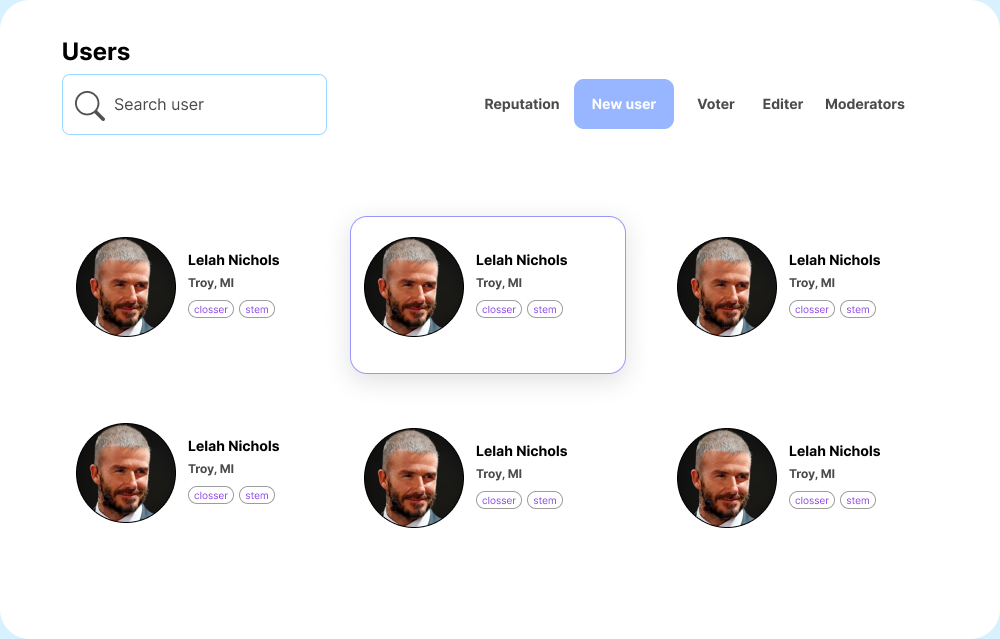 Users
Search user
Reputation New user Voter Editer Moderators
Lelah Nichols
Troy, MI
closser stem
Lelah Nichols
Troy, MI
closser stem
Lelah Nichols
Troy, MI
closser stem
Lelah Nichols
Troy, MI
closser stem
Lelah Nichols
Troy, MI
closser stem
Lelah Nichols
Troy, MI
closser stem